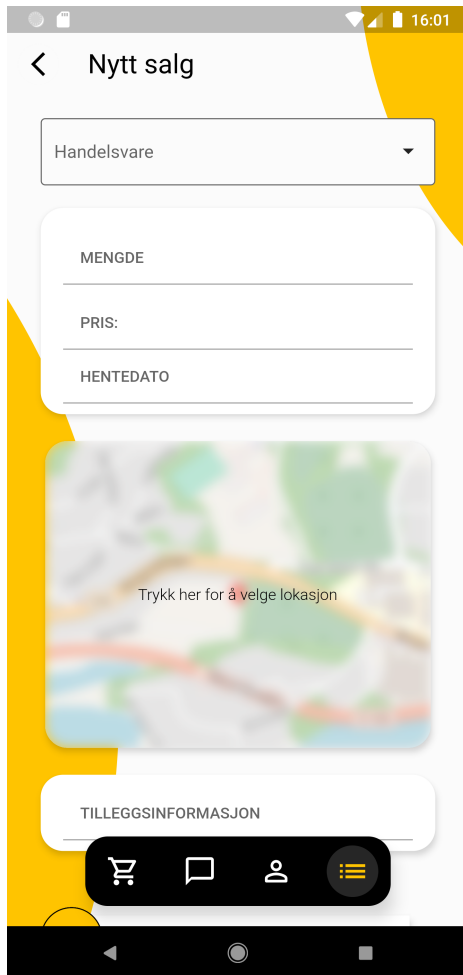 16:01
Nytt salg
Handelsvare
MENGDE
PRIS:
HENTEDATO
Trykk her for å velge lokasjon
TILLEGGSINFORMASJON